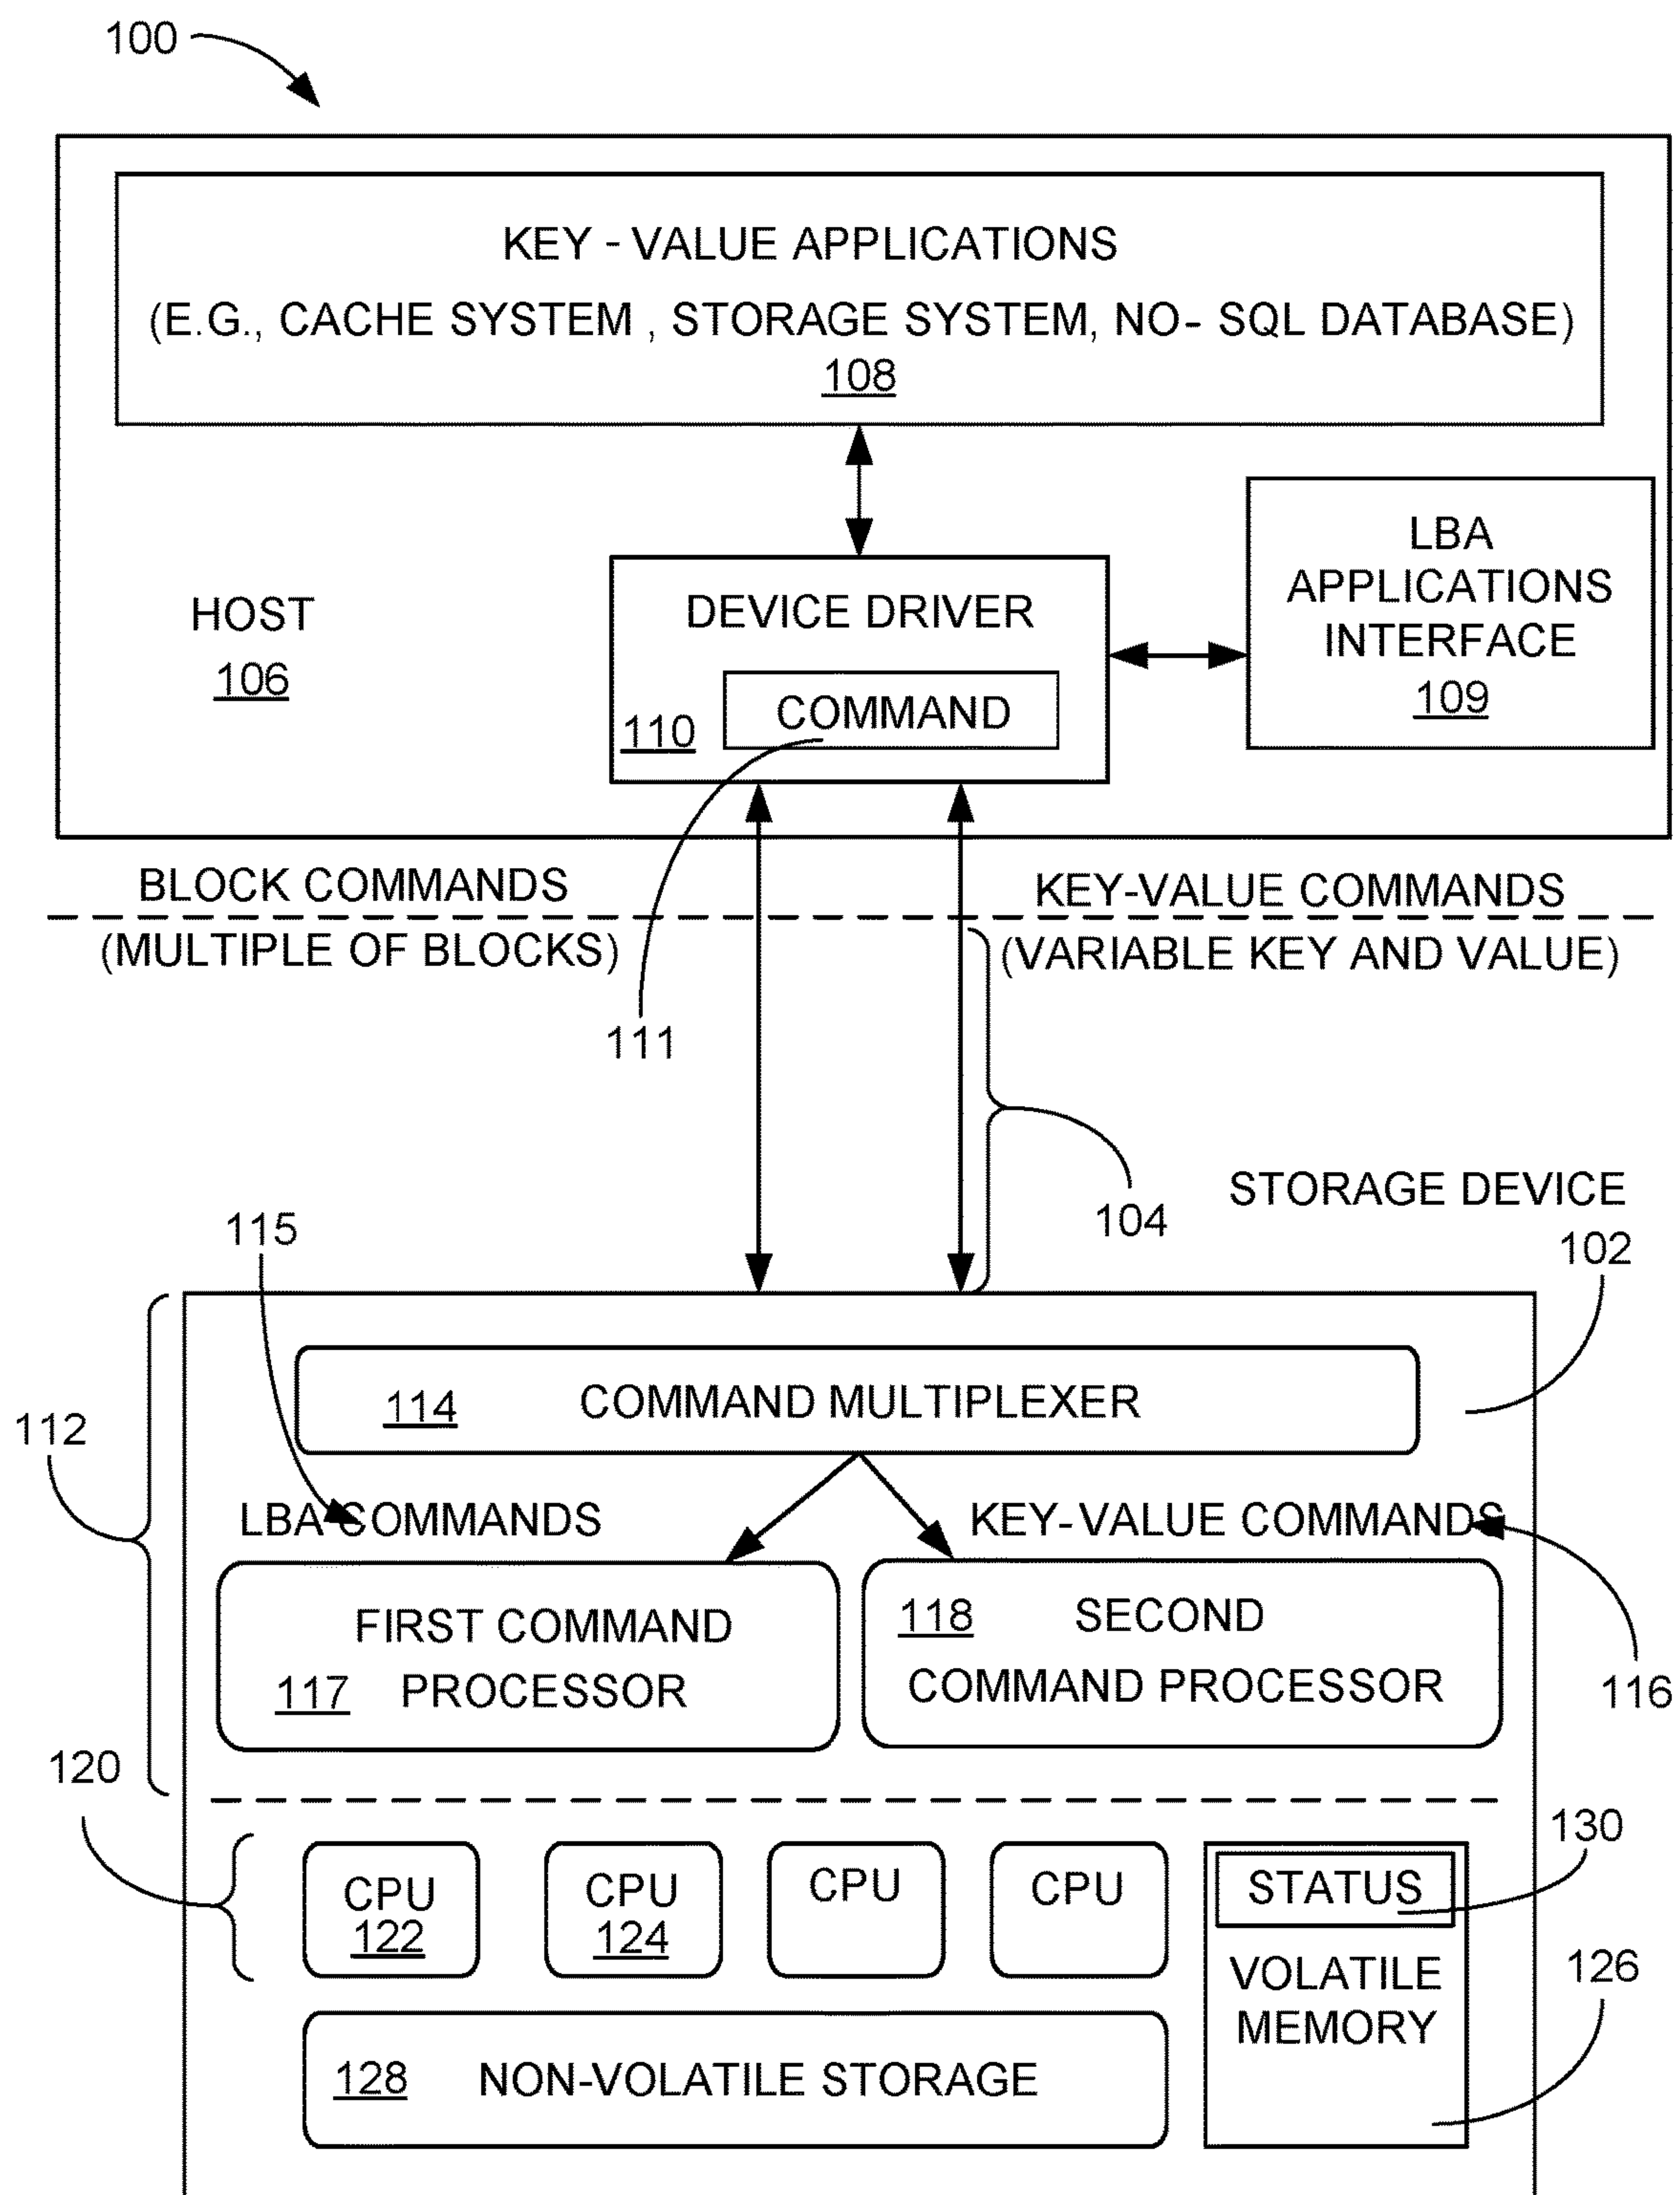 100
KEY - VALUE APPLICATIONS
(E.G., CACHE SYSTEM , STORAGE SYSTEM, NO- SQL DATABASE)
108
HOST
106
DEVICE DRIVER
COMMAND
110
LBA
APPLICATIONS
INTERFACE
109
BLOCK COMMANDS
(MULTIPLE OF BLOCKS)
KEY-VALUE COMMANDS
(VARIABLE KEY AND VALUE)
111
104
STORAGE DEVICE
102
115
112
114 COMMAND MULTIPLEXER
LBA COMMANDS
KEY-VALUE COMMANDS
FIRST COMMAND
117 PROCESSOR
118 SECOND
COMMAND PROCESSOR
116
120
CPU
122
CPU
124
CPU
CPU
STATUS
130
VOLATILE
MEMORY
126
128 NON-VOLATILE STORAGE